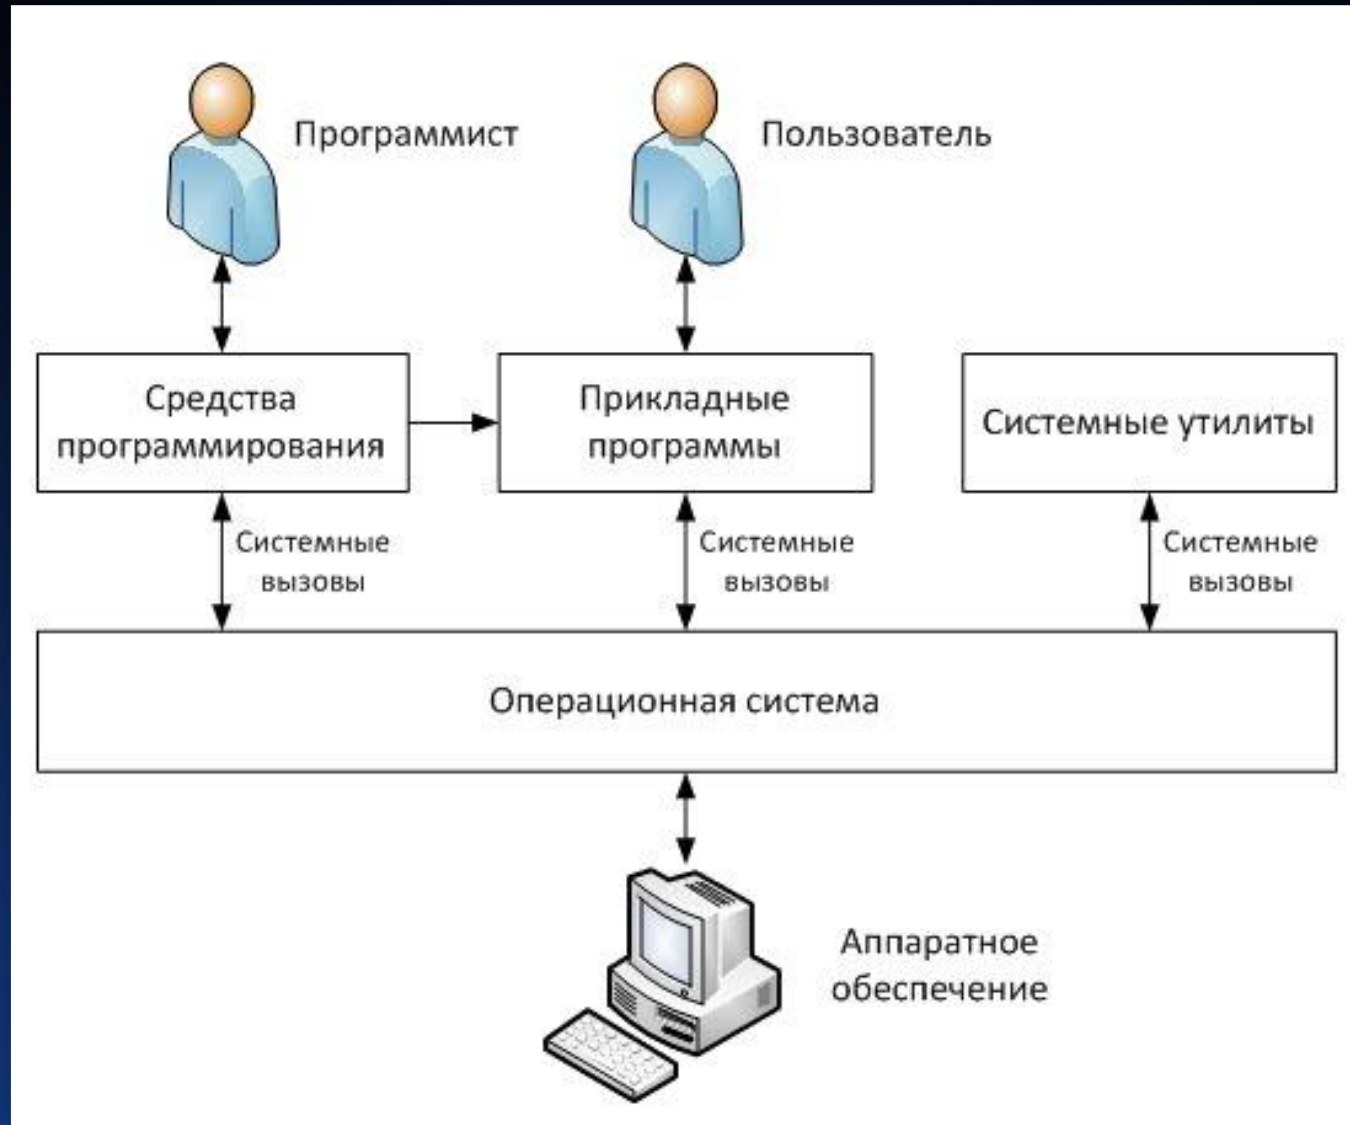 Программист
Пользователь
Средства
программирования
Прикладные
программы
Системные утилиты
Системные
вызовы
Системные
вызовы
Системные
вызовы
Операционная система
Аппаратное
обеспечение